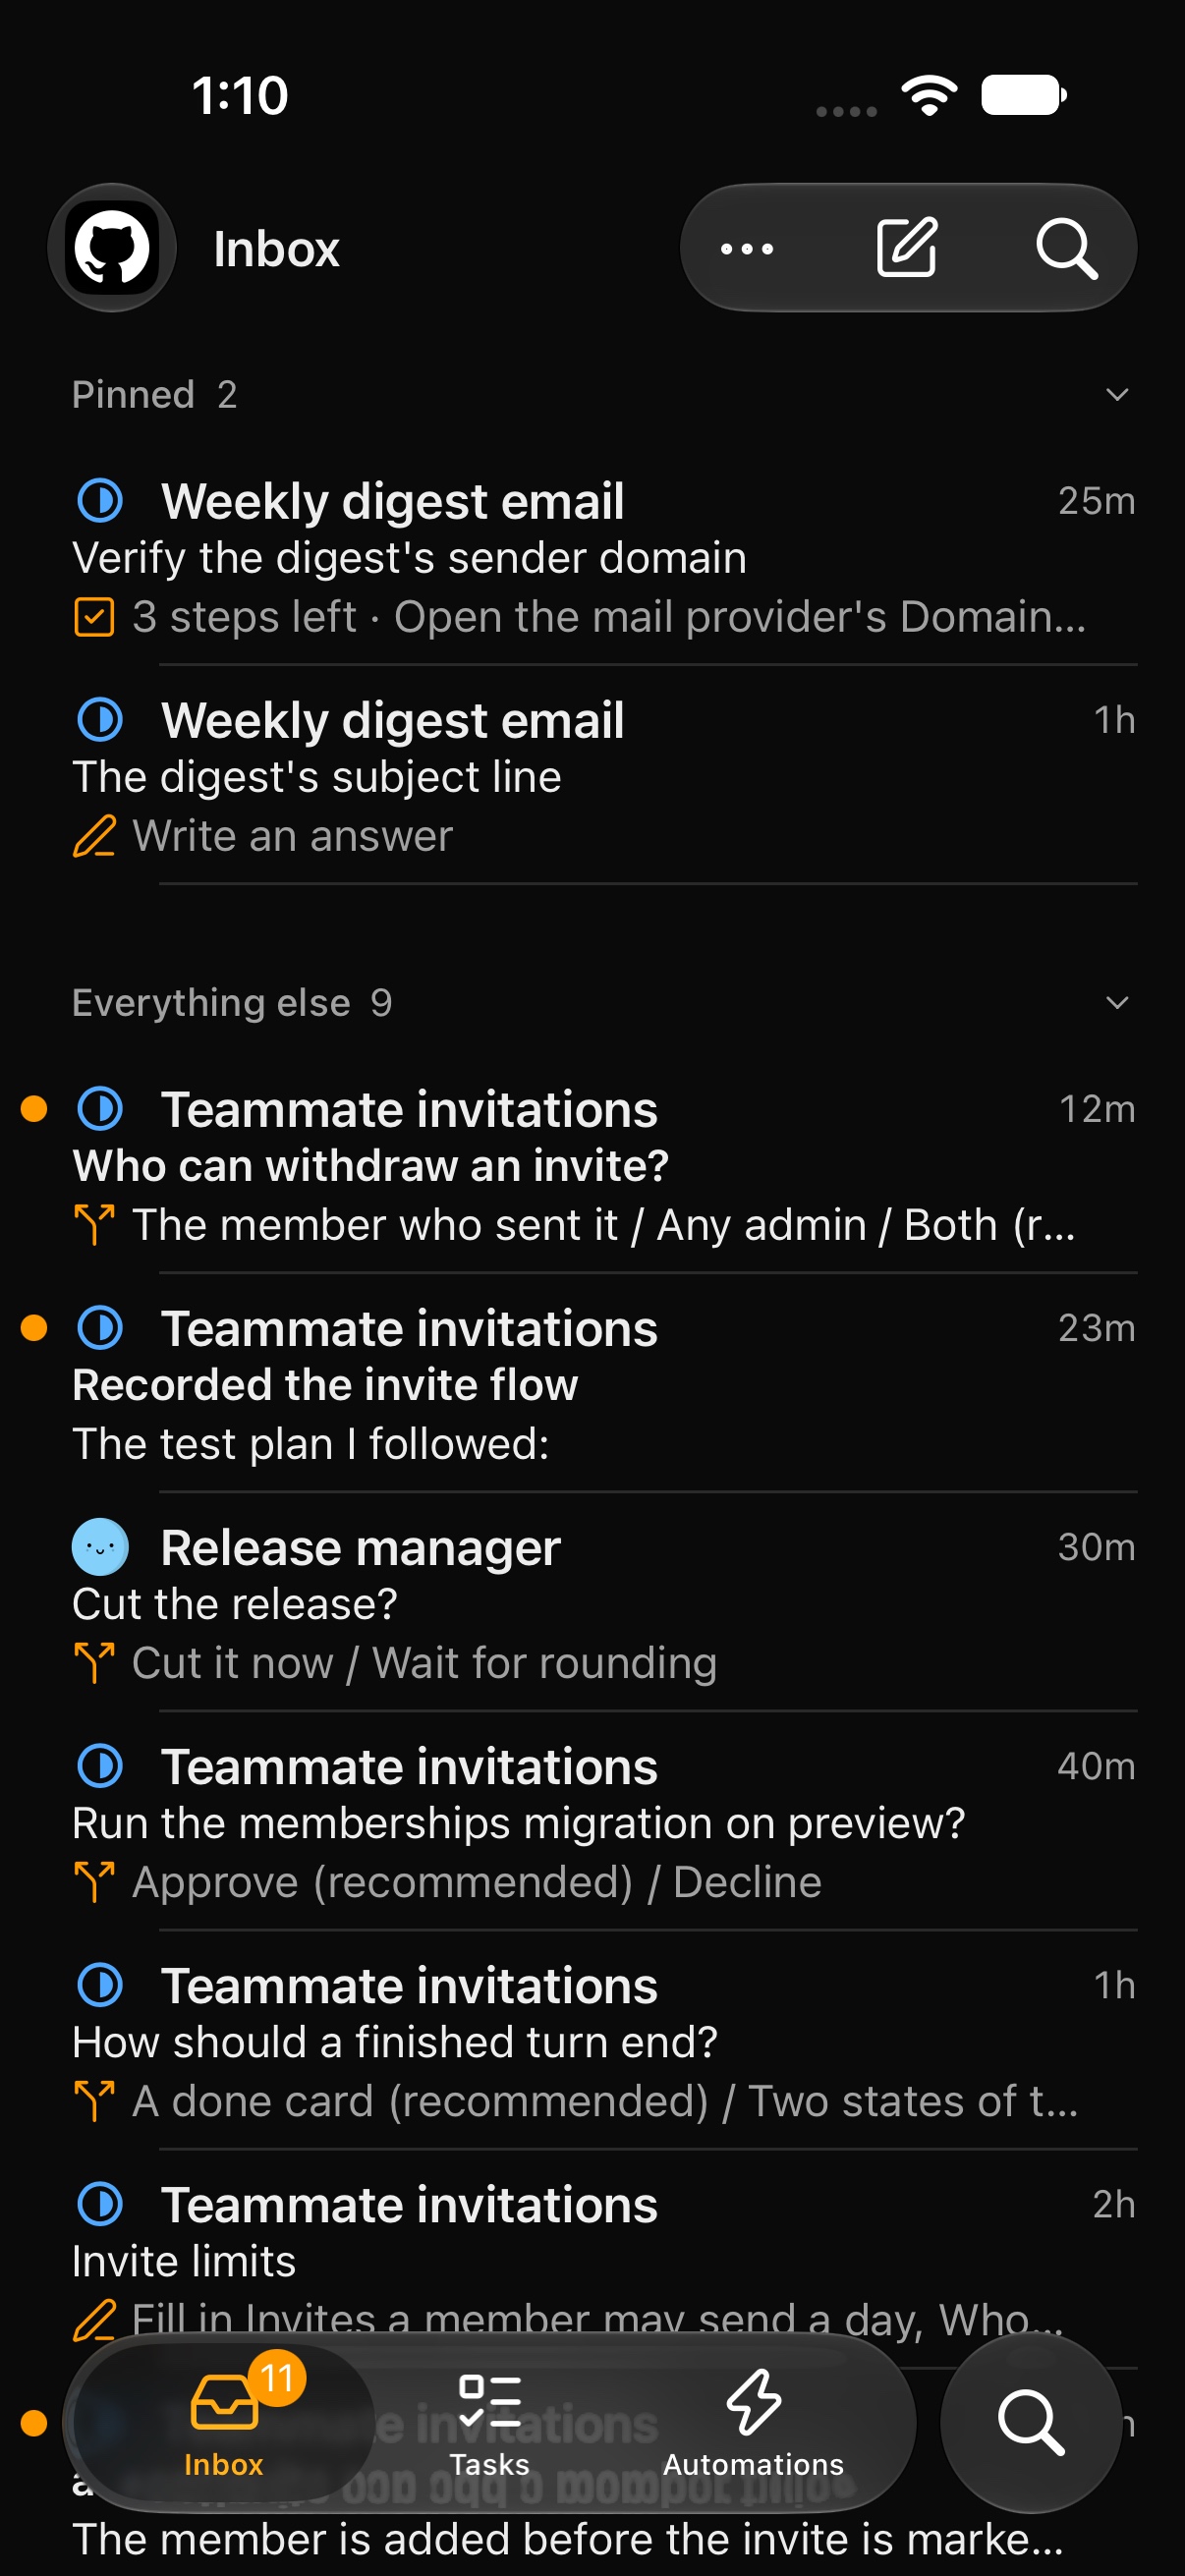 1:10
Inbox
Pinned 2
Weekly digest email 25m
Verify the digest's sender domain
3 steps left · Open the mail provider's Domain...
Weekly digest email 1h
The digest's subject line
Write an answer
Everything else 9
Teammate invitations 12m
Who can withdraw an invite?
The member who sent it / Any admin / Both (r...
Teammate invitations 23m
Recorded the invite flow
The test plan I followed:
Release manager 30m
Cut the release?
Cut it now / Wait for rounding
Teammate invitations 40m
Run the memberships migration on preview?
Approve (recommended) / Decline
Teammate invitations 1h
How should a finished turn end?
A done card (recommended) / Two states of t...
Teammate invitations 2h
Invite limits
Fill in Invites a member may send a day, Who...
invitations
11
Inbox
Tasks
Automations
The member is added before the invite is marke...